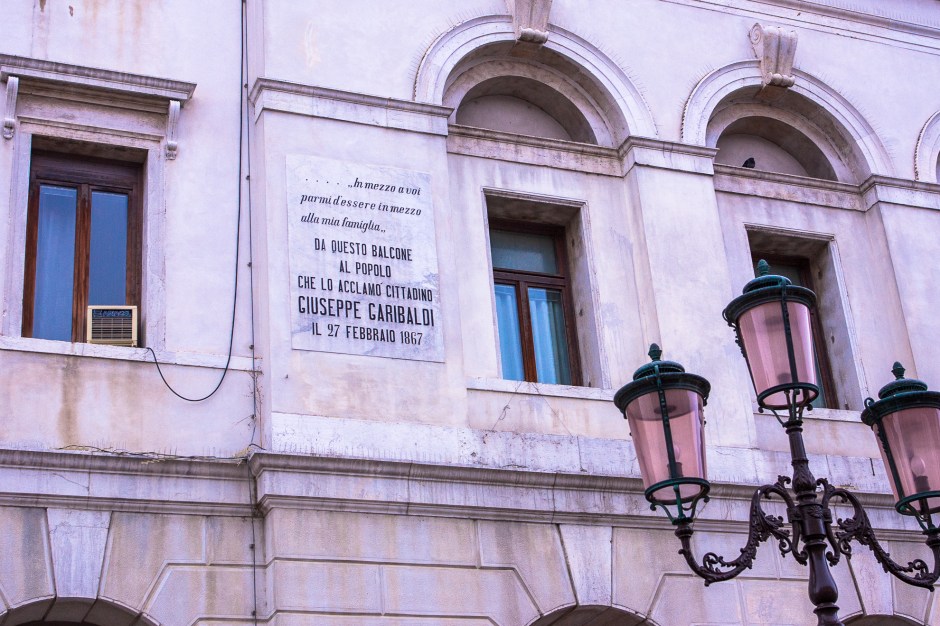 . . . . . „In mezzo a voi
parmi d'essere in mezzo
alla mia famiglia„
DA QUESTO BALCONE
AL POPOLO
CHE LO ACCLAMÒ CITTADINO
GIUSEPPE GARIBALDI
IL 27 FEBBRAIO 1867